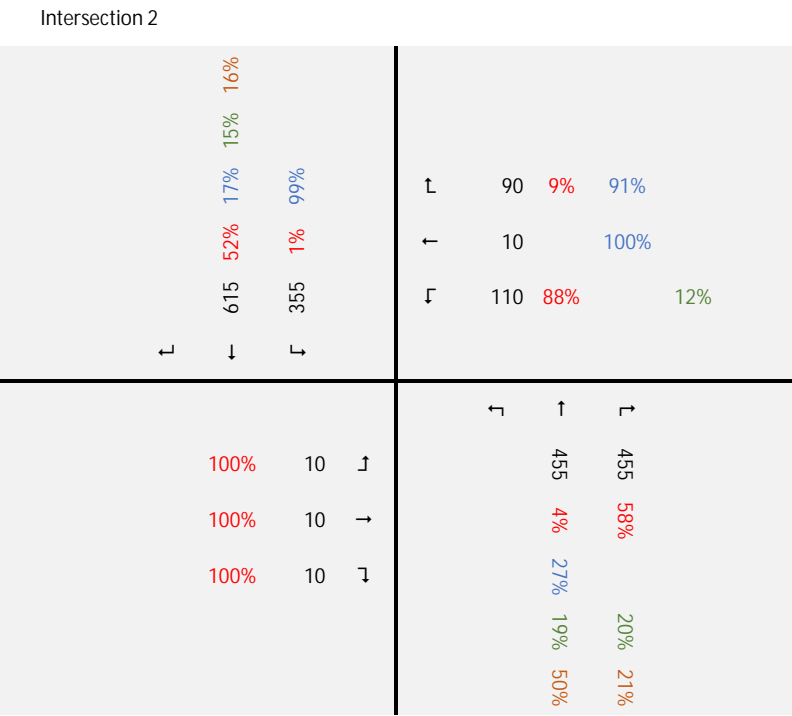 Intersection 2
16%
15%
17% 99%
52% 1%
615 355
↰ ↓ ↳
↑ 90 9% 91%
← 10 100%
↓ 110 88% 12%
100% 10 ↑
100% 10 →
100% 10 ↓
↰ ↑ ↱
455 455
4% 58%
27%
19% 20%
50% 21%